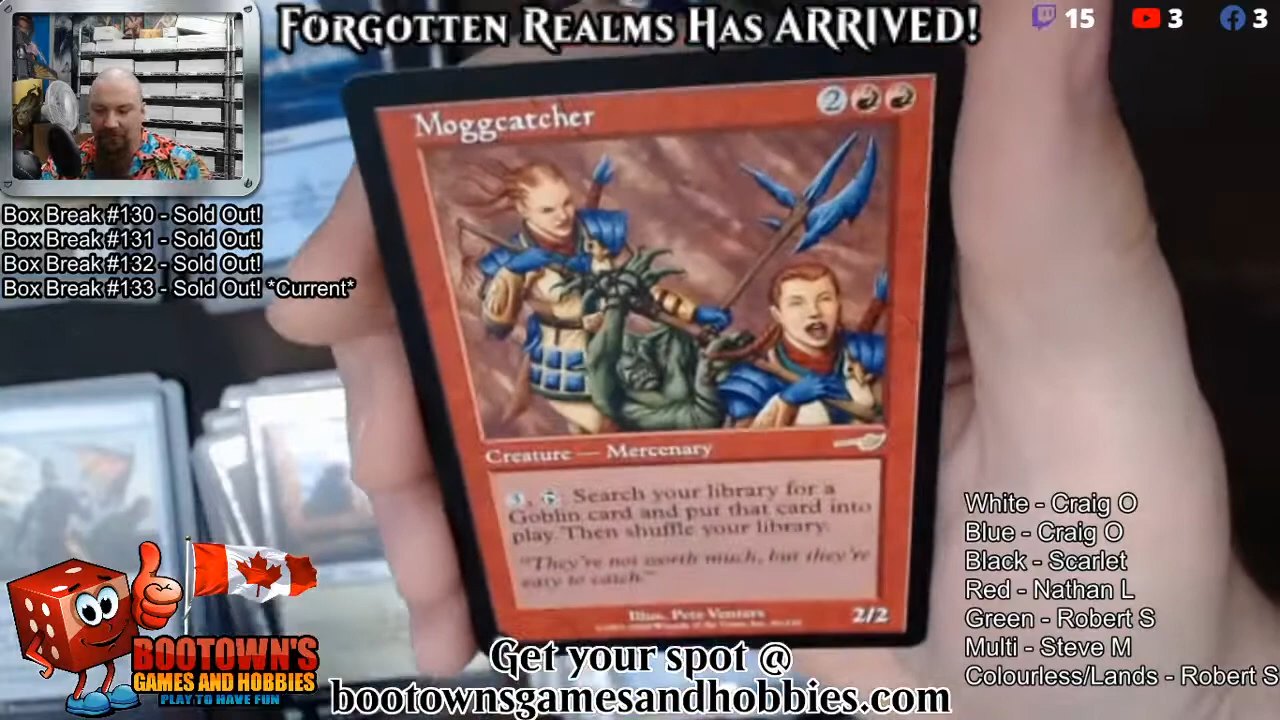 FORGOTTEN REALMS HAS ARRIVED!
15 3 3
Box Break #130 - Sold Out!
Box Break #131 - Sold Out!
Box Break #132 - Sold Out!
Box Break #133 - Sold Out! *Current*
Moggcatcher
2
Creature — Mercenary
3, Search your library for a
Goblin card and put that card into
play. Then shuffle your library.
"They're not worth much, but they're
easy to catch."
Illus. Pete Venters
2/2
White - Craig O
Blue - Craig O
Black - Scarlet
Red - Nathan L
Green - Robert S
Multi - Steve M
Colourless/Lands - Robert S
BOOTOWN'S
GAMES AND HOBBIES
PLAY TO HAVE FUN
Get your spot @
bootownsgamesandhobbies.com